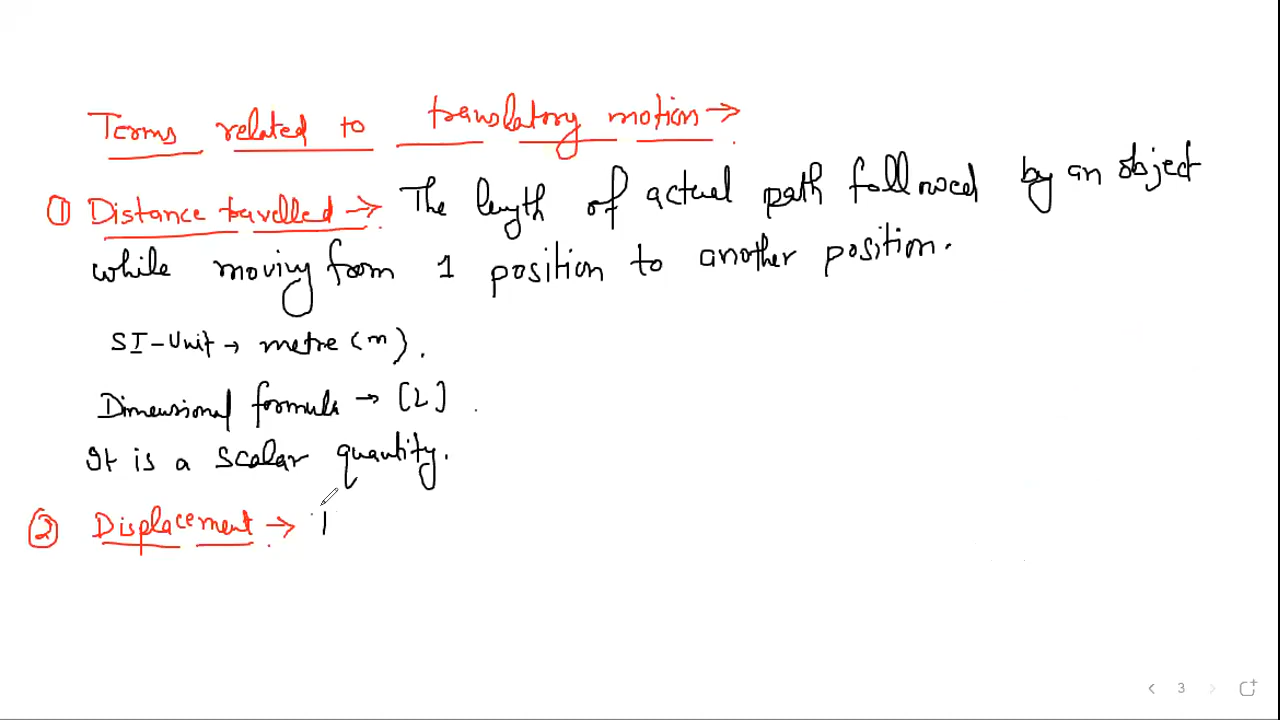 Terms related to translatory motion →
① Distance travelled → The length of actual path followed by an object
while moving from 1 position to another position.
SI-Unit → metre (m).
Dimensional formula → [L]
It is a scalar quantity.
② Displacement →
3